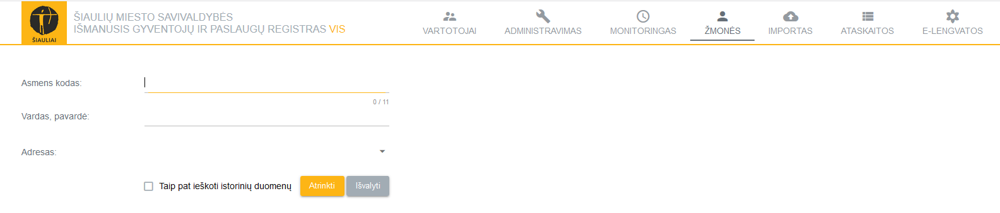 ŠIAULIAI
ŠIAULIŲ MIESTO SAVIVALDYBĖS
IŠMANUSIS GYVENTOJŲ IR PASLAUGŲ REGISTRAS VIS
VARTOTOJAI
ADMINISTRAVIMAS
MONITORINGAS
ŽMONĖS
IMPORTAS
ATASKAITOS
E-LENGVATOS
Asmens kodas:
0 / 11
Vardas, pavardė:
Adresas:
Taip pat ieškoti istorinių duomenų
Atrinkti
Išvalyti